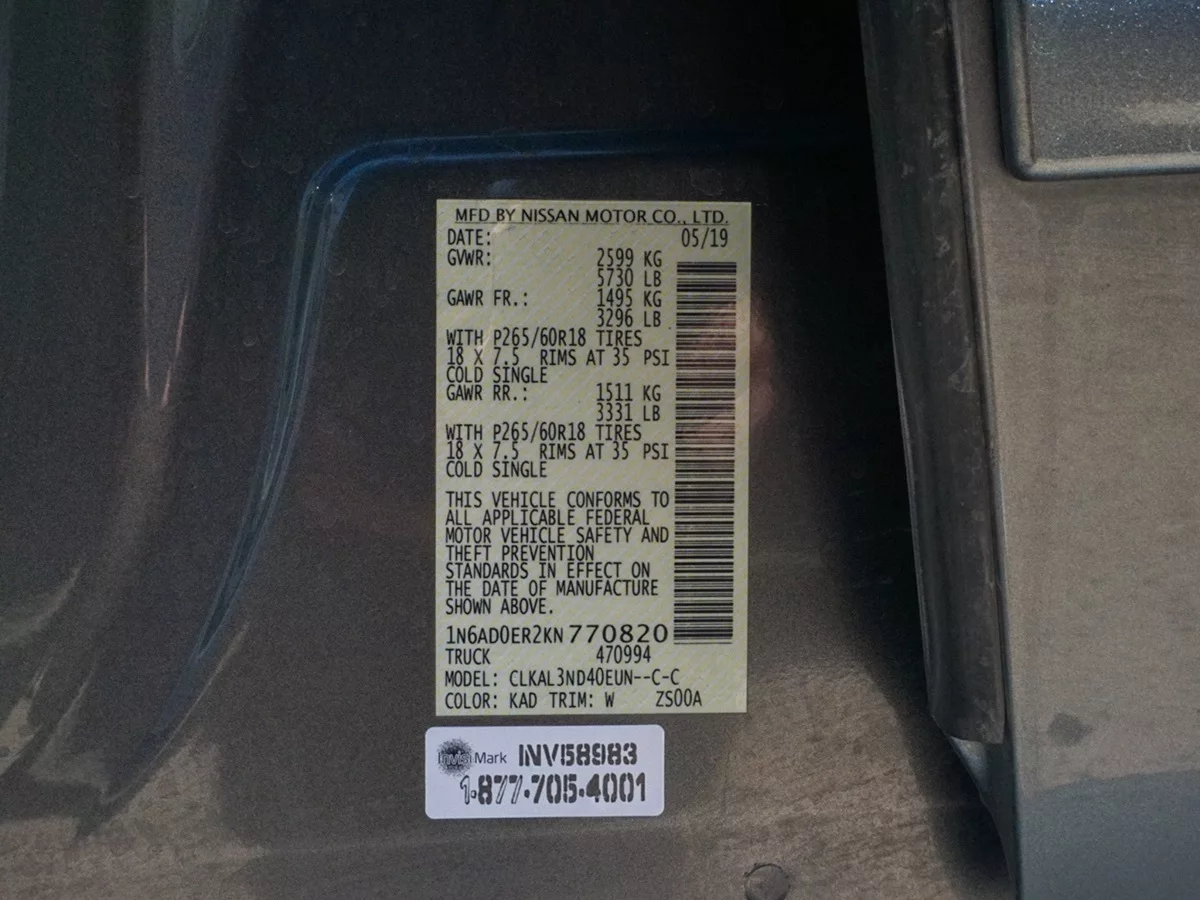 MFD BY NISSAN MOTOR CO., LTD.
DATE: 05/19
GVWR: 2599 KG
5730 LB
GAWR FR.: 1495 KG
3296 LB
WITH P265/60R18 TIRES
18 X 7.5 RIMS AT 35 PSI
COLD SINGLE
GAWR RR.: 1511 KG
3331 LB
WITH P265/60R18 TIRES
18 X 7.5 RIMS AT 35 PSI
COLD SINGLE
THIS VEHICLE CONFORMS TO
ALL APPLICABLE FEDERAL
MOTOR VEHICLE SAFETY AND
THEFT PREVENTION
STANDARDS IN EFFECT ON
THE DATE OF MANUFACTURE
SHOWN ABOVE.
1N6AD0ER2KN770820
TRUCK 470994
MODEL: CLKAL3ND40EUN--C-C
COLOR: KAD TRIM: W ZS00A
Invisi Mark INV58983
1-877-705-4001